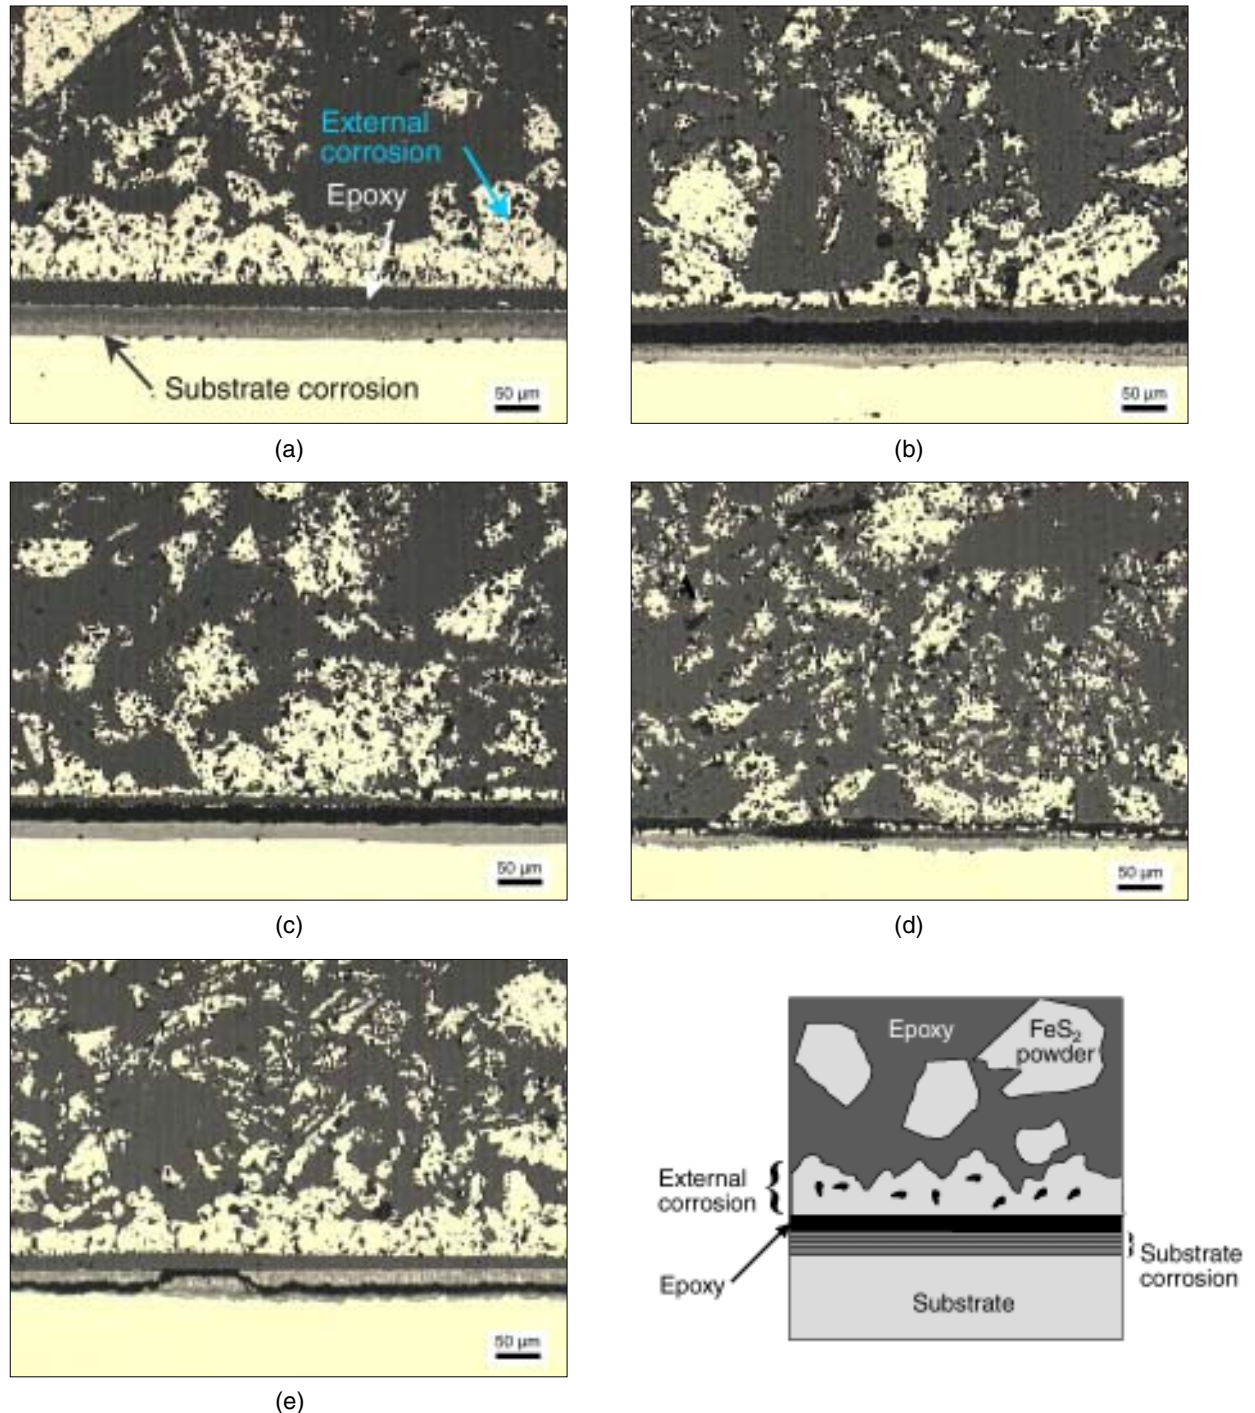 External
corrosion
Epoxy
Substrate corrosion
50 µm
(a)
50 µm
(b)
50 µm
(c)
50 µm
(d)
50 µm
(e)
Epoxy
FeS₂
powder
External
corrosion
Epoxy
Substrate
corrosion
Substrate